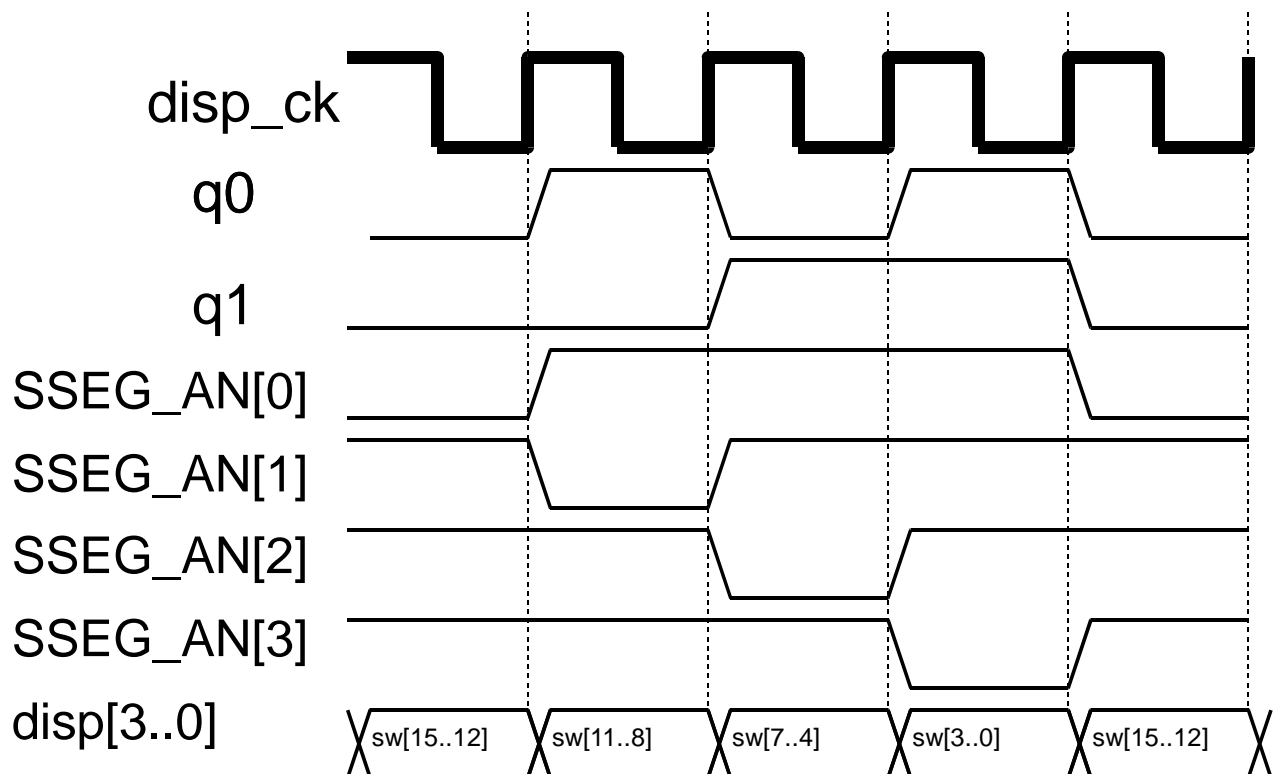 disp_ck
q0
q1
SSEG_AN[0]
SSEG_AN[1]
SSEG_AN[2]
SSEG_AN[3]
disp[3..0]
sw[15..12] sw[11..8] sw[7..4] sw[3..0] sw[15..12]